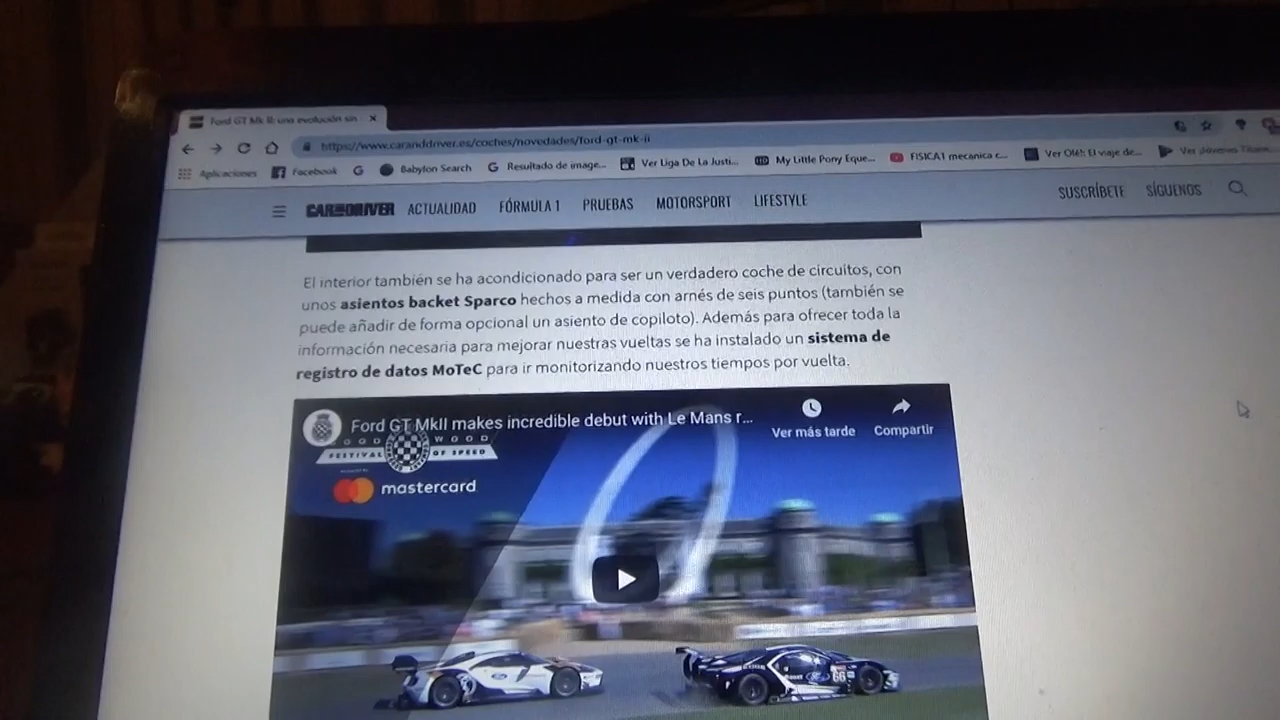 Ford GT Mk II: una evolución sin
https://www.caranddriver.es/coches/novedades/ford-gt-mk-ii
Aplicaciones Facebook Babylon Search Resultado de image... Ver Liga De La Justi... My Little Pony Eque... FISICA1 mecanica c... Ver Olé!: El viaje de... Ver Jóvenes Titane...
CAR AND DRIVER ACTUALIDAD FÓRMULA 1 PRUEBAS MOTORSPORT LIFESTYLE SUSCRÍBETE SÍGUENOS
El interior también se ha acondicionado para ser un verdadero coche de circuitos, con
unos asientos backet Sparco hechos a medida con arnés de seis puntos (también se
puede añadir de forma opcional un asiento de copiloto). Además para ofrecer toda la
información necesaria para mejorar nuestras vueltas se ha instalado un sistema de
registro de datos MoTeC para ir monitorizando nuestros tiempos por vuelta.
Ford GT MkII makes incredible debut with Le Mans r...
Ver más tarde Compartir
GOODWOOD
FESTIVAL OF SPEED
mastercard
66